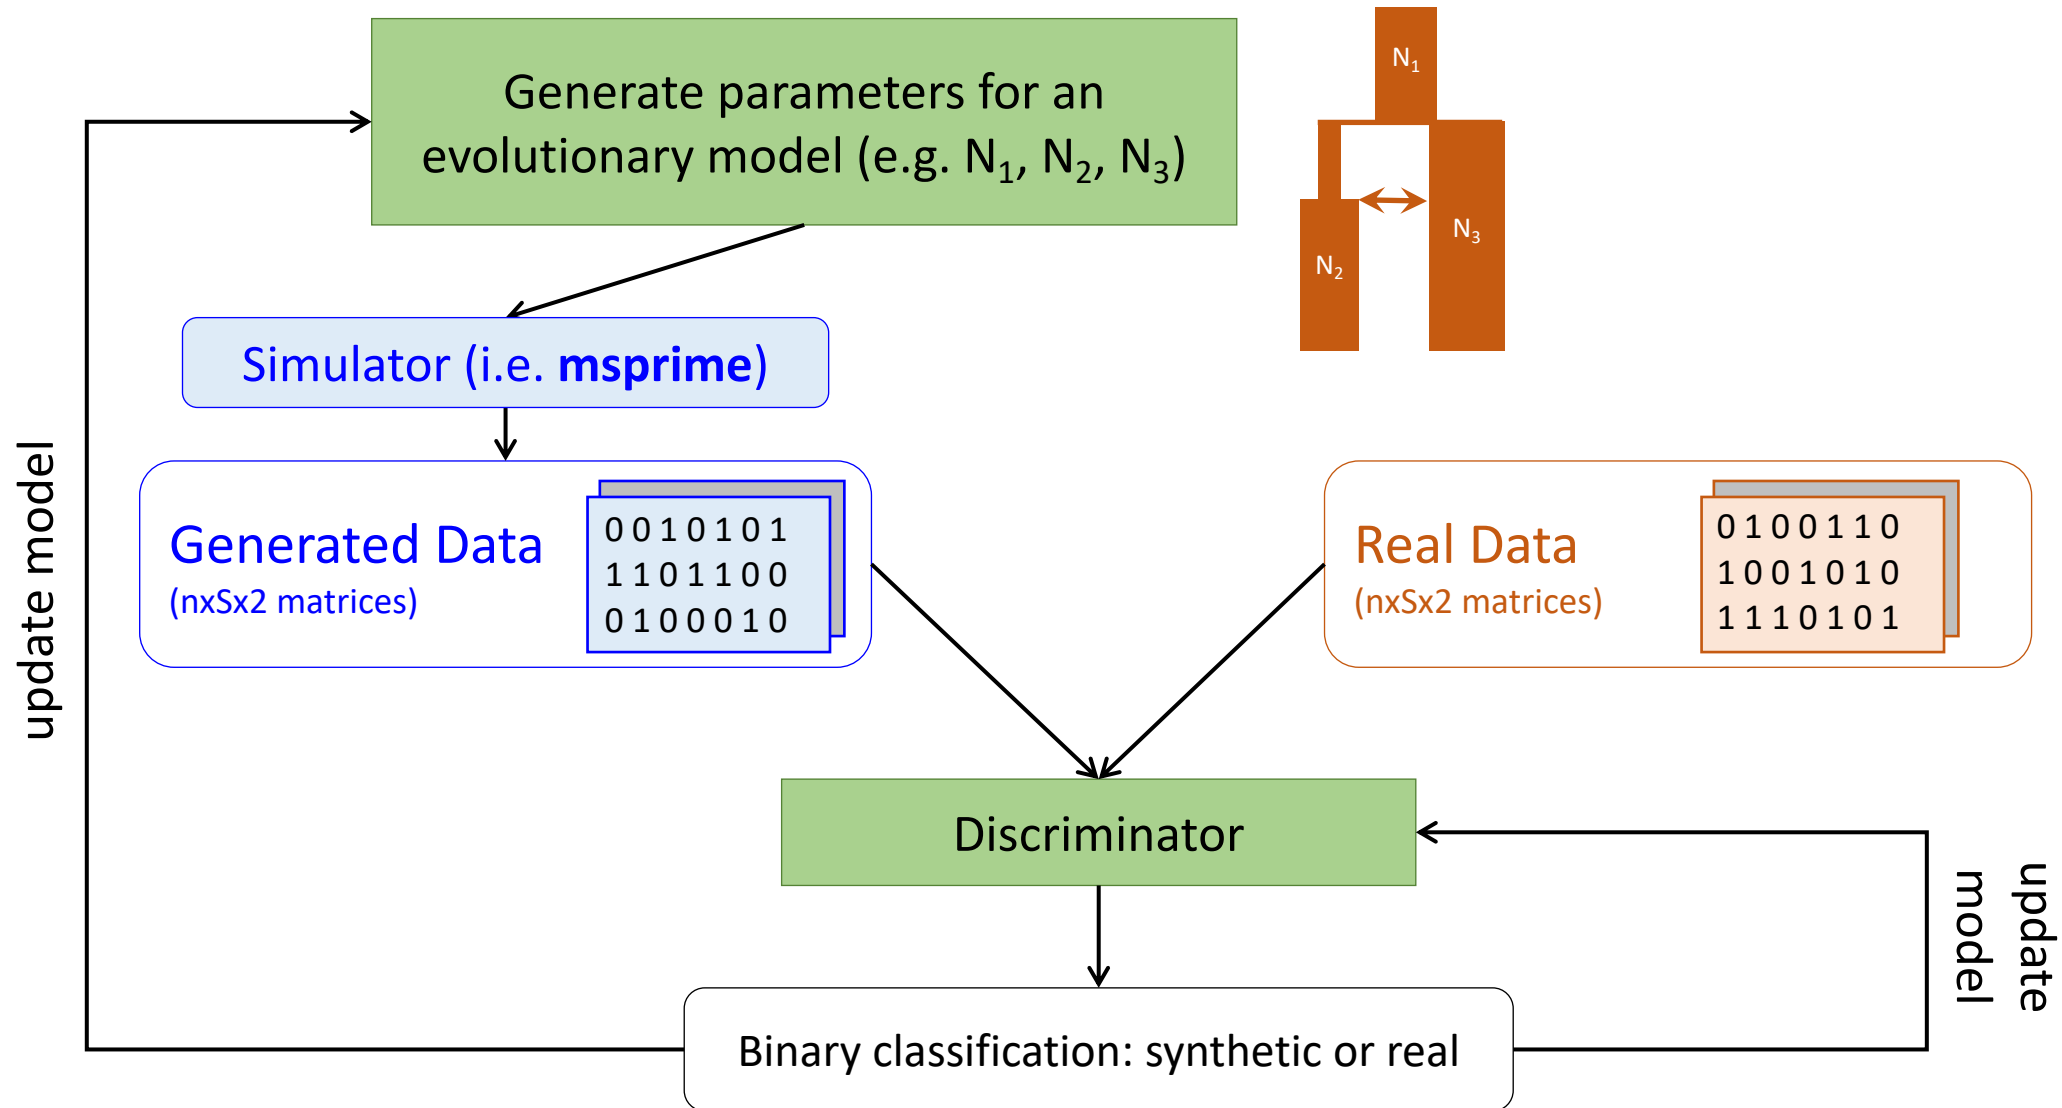 Generate parameters for an
evolutionary model (e.g. N₁, N₂, N₃)
N₁
N₂
N₃
Simulator (i.e. msprime)
update model
Generated Data
(nxSx2 matrices)
0 0 1 0 1 0 1
1 1 0 1 1 0 0
0 1 0 0 0 1 0
Real Data
(nxSx2 matrices)
0 1 0 0 1 1 0
1 0 0 1 0 1 0
1 1 1 0 1 0 1
Discriminator
update
model
Binary classification: synthetic or real